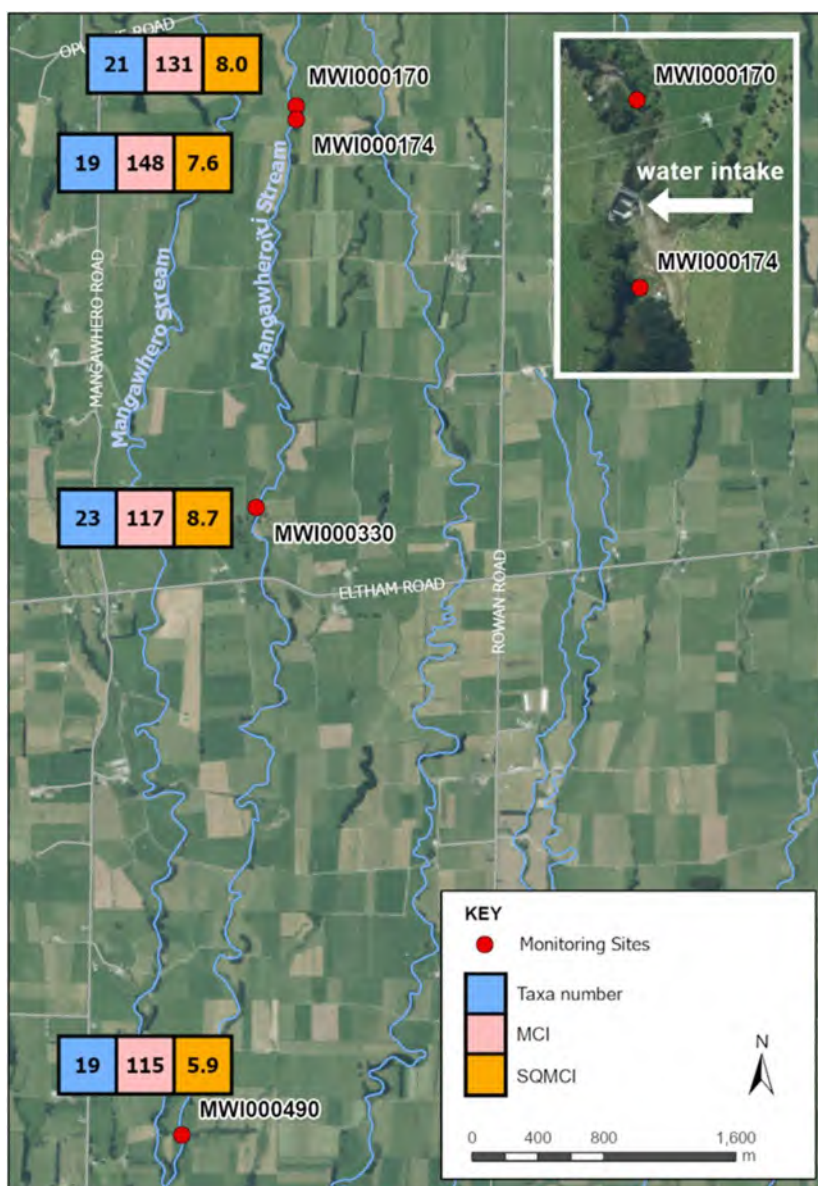 OPU
ROAD
21 131 8.0
MWI000170
MWI000174
19 148 7.6
MWI000170
water intake
MWI000174
Mangawhero Stream
Mangawheroiti Stream
MANGAWHERO ROAD
23 117 8.7
MWI000330
ELTHAM ROAD
ROWAN ROAD
19 115 5.9
MWI000490
KEY
Monitoring Sites
Taxa number
MCI
SQMCI
N
0 400 800 1,600
m